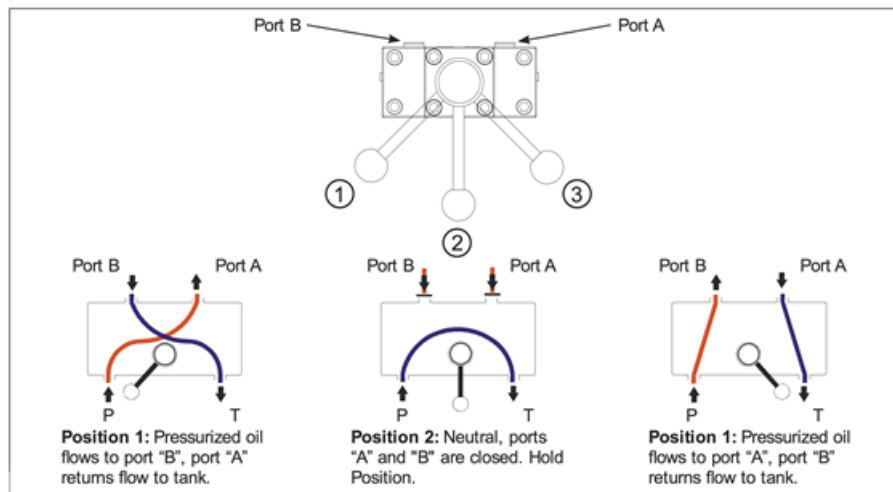 Port B
Port A
1
3
2
Port B
Port A
Port B
Port A
Port B
Port A
P
T
P
T
P
T
Position 1: Pressurized oil
flows to port “B”, port “A”
returns flow to tank.
Position 2: Neutral, ports
“A” and "B" are closed. Hold
Position.
Position 1: Pressurized oil
flows to port “A”, port “B”
returns flow to tank.